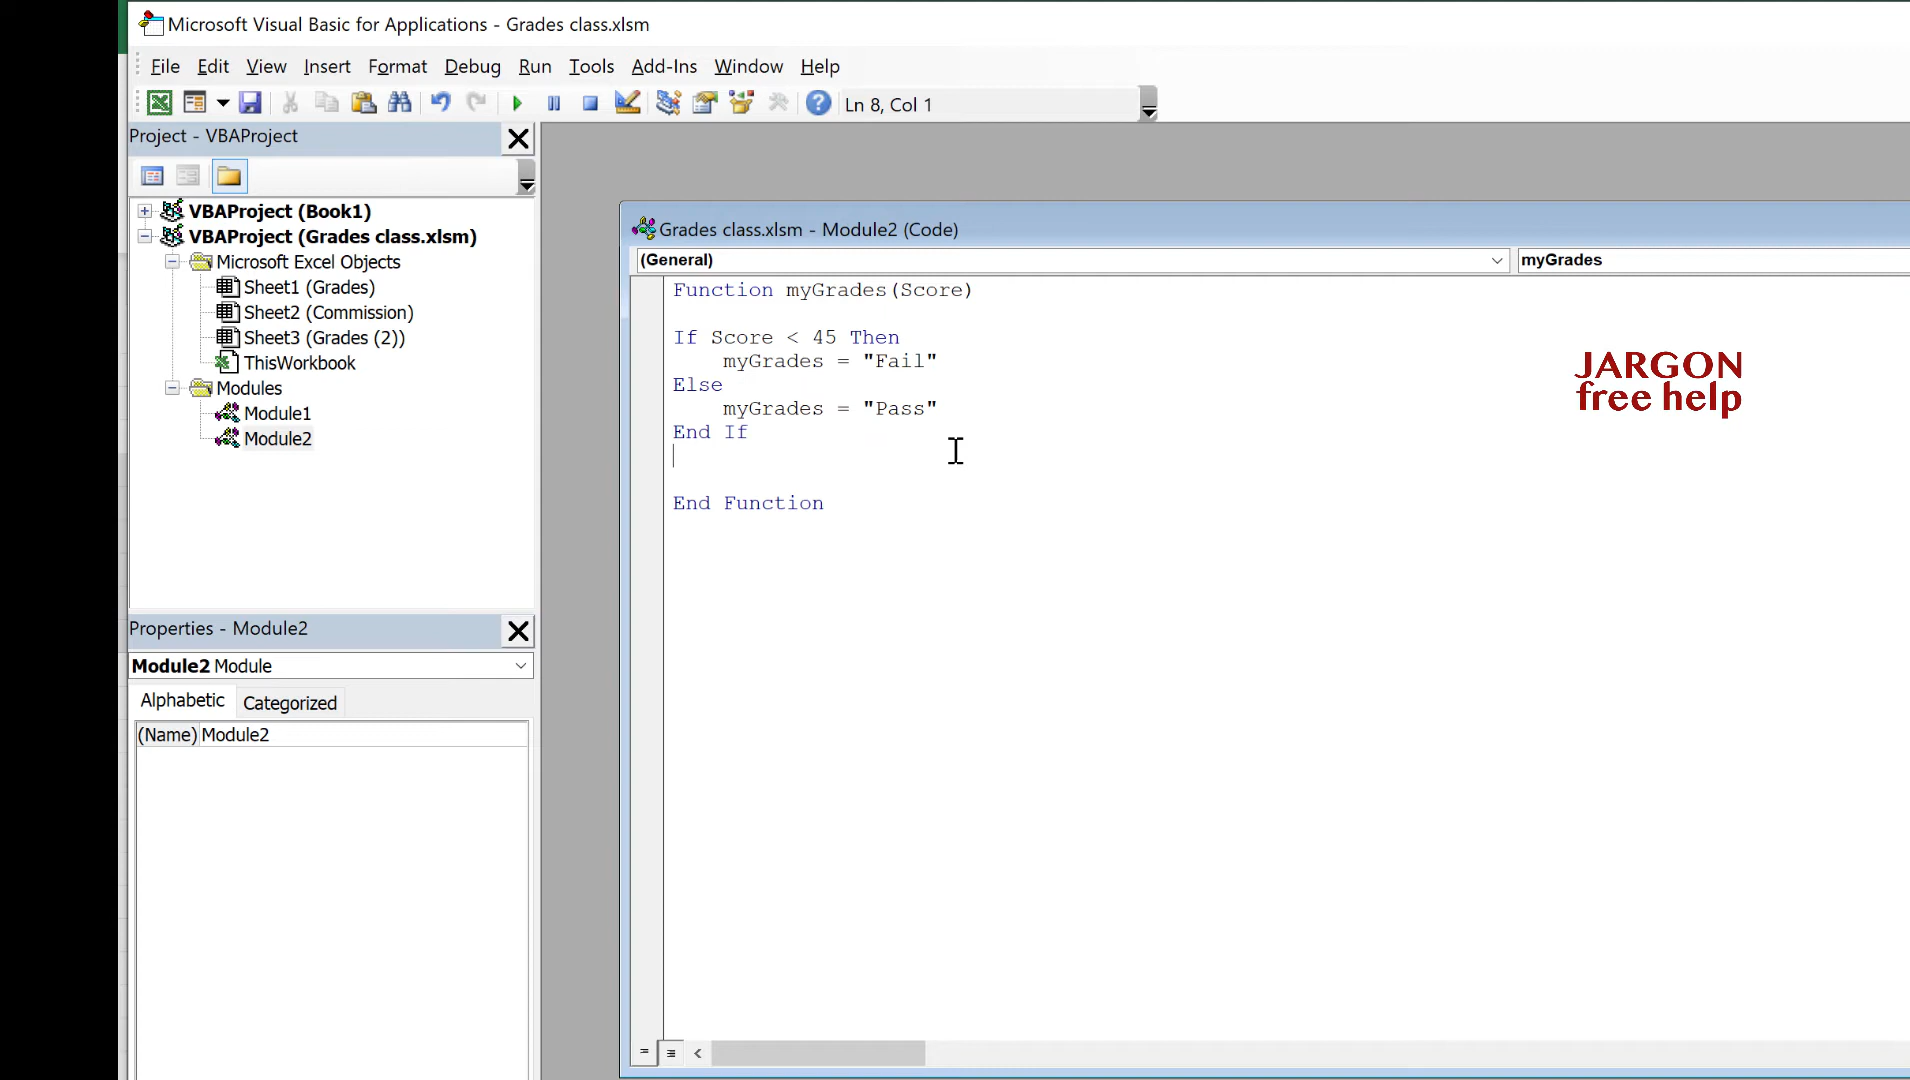 Microsoft Visual Basic for Applications - Grades class.xlsm
File Edit View Insert Format Debug Run Tools Add-Ins Window Help
Ln 8, Col 1
Project - VBAProject
VBAProject (Book1)
VBAProject (Grades class.xlsm)
Microsoft Excel Objects
Sheet1 (Grades)
Sheet2 (Commission)
Sheet3 (Grades (2))
ThisWorkbook
Modules
Module1
Module2
Properties - Module2
Module2 Module
Alphabetic Categorized
(Name) Module2
Grades class.xlsm - Module2 (Code)
(General) myGrades
Function myGrades(Score)
If Score < 45 Then
myGrades = "Fail"
Else
myGrades = "Pass"
End If
End Function
JARGON
free help